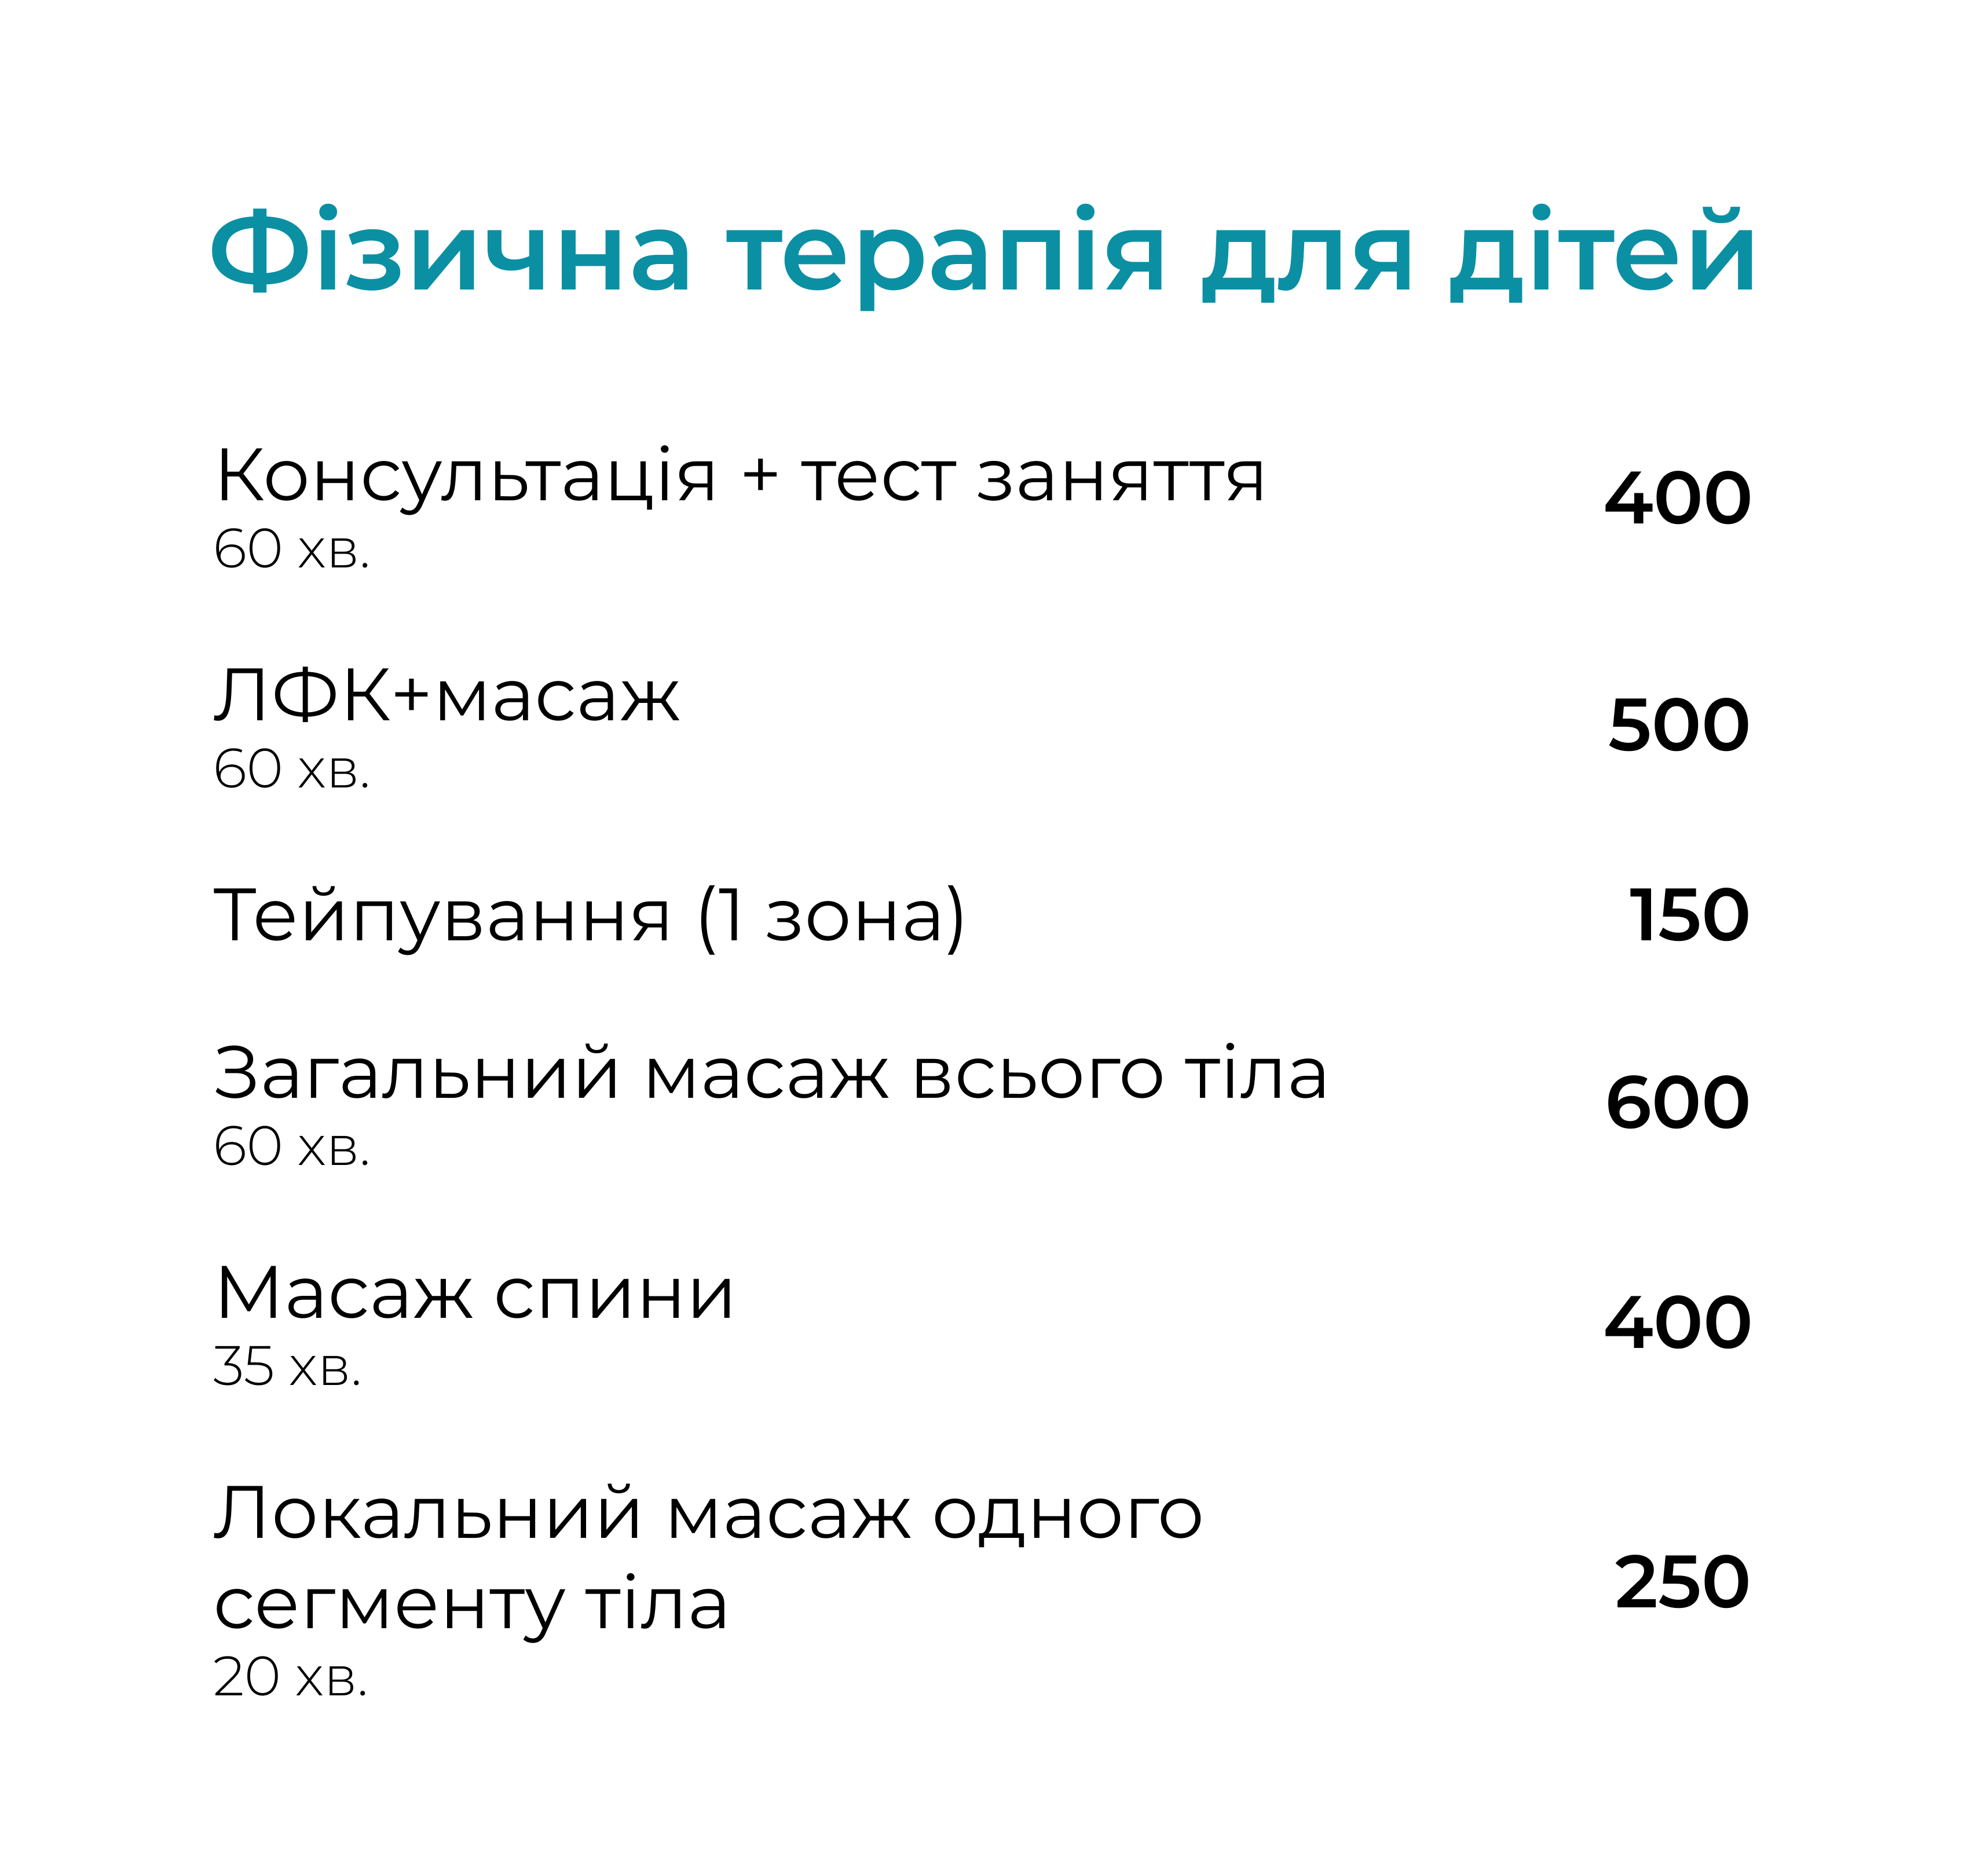 Фізична терапія для дітей
Консультація + тест заняття
400
60 хв.
ЛФК+масаж
500
60 хв.
Тейпування (1 зона)
150
Загальний масаж всього тіла
600
60 хв.
Масаж спини
400
35 хв.
Локальний масаж одного
сегменту тіла
250
20 хв.